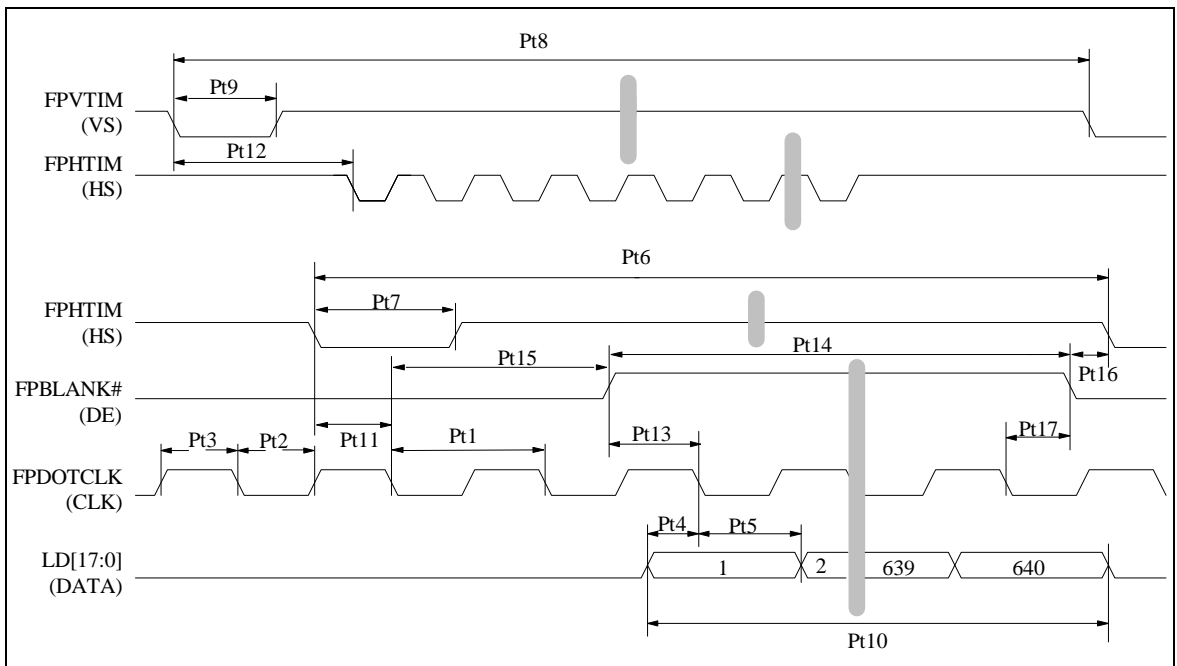 Pt8
Pt9
FPVTIM
(VS)
Pt12
FPHTIM
(HS)
Pt6
Pt7
FPHTIM
(HS)
Pt14
Pt15
Pt16
FPBLANK#
(DE)
Pt3 Pt2 Pt11 Pt1 Pt13 Pt17
FPDOTCLK
(CLK)
Pt4 Pt5
LD[17:0]
(DATA)
1 2 639 640
Pt10